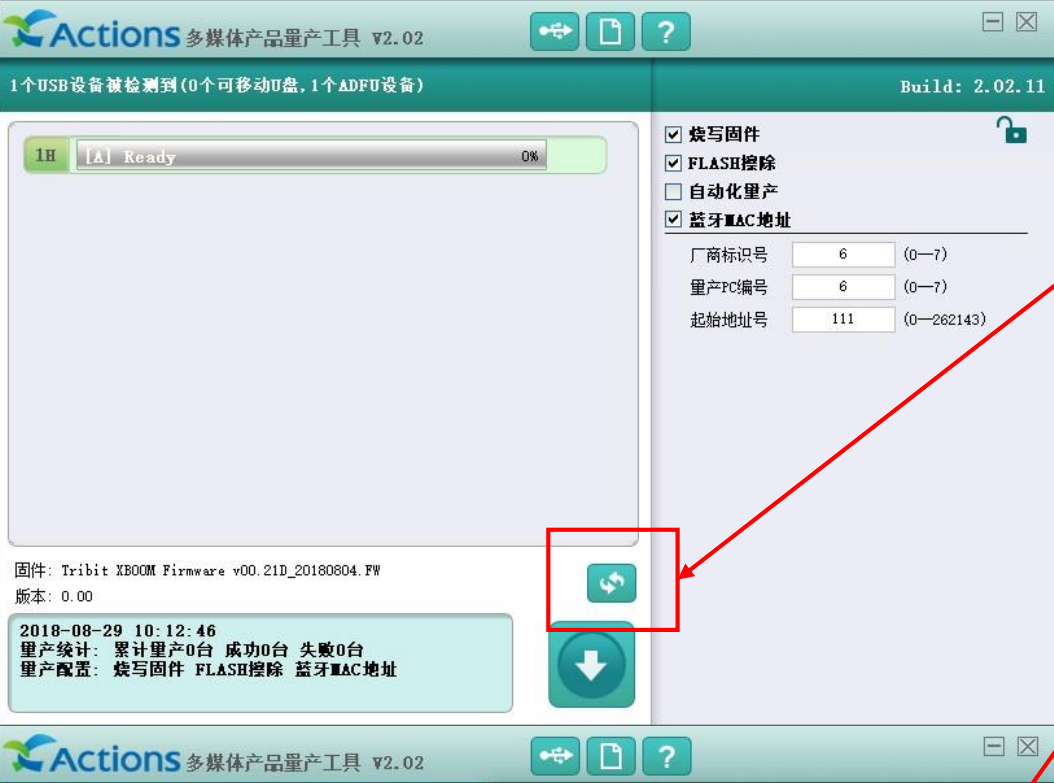 Actions 多媒体产品量产工具 V2.02
?
1个USB设备被检测到(0个可移动U盘,1个ADFU设备)
Build: 2.02.11
1H [A] Ready 0%
烧写固件
FLASH擦除
自动化量产
蓝牙MAC地址
厂商标识号 6 (0—7)
量产PC编号 6 (0—7)
起始地址号 111 (0—262143)
固件: Tribit XBOOM Firmware v00.21D_20180804.FW
版本: 0.00
2018-08-29 10:12:46
量产统计: 累计量产0台 成功0台 失败0台
量产配置: 烧写固件 FLASH擦除 蓝牙MAC地址
Actions 多媒体产品量产工具 V2.02
?